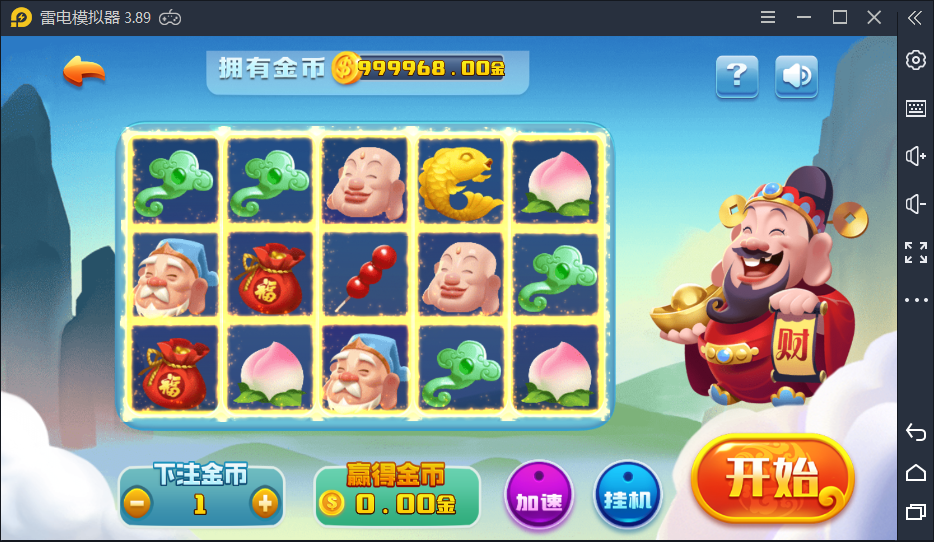 雷电模拟器 3.89
拥有金币 999968.00金
?
福
福
财
下注金币
1
赢得金币
0.00金
加速
挂机
开始